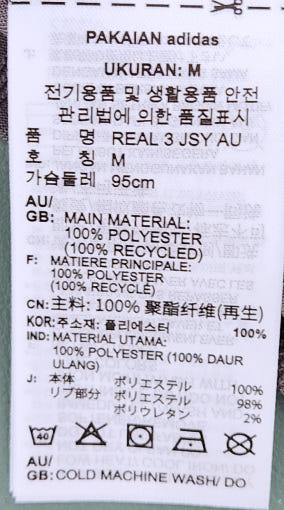 PAKAIAN adidas
UKURAN: M
전기용품 및 생활용품 안전
관리법에 의한 품질표시
품 명 REAL 3 JSY AU
호 칭 M
가슴둘레 95cm
AU/
GB: MAIN MATERIAL:
100% POLYESTER
(100% RECYCLED)
F: MATIERE PRINCIPALE:
100% POLYESTER
(100% RECYCLÉ)
CN: 主料: 100% 聚酯纤维(再生)
KOR: 주소재: 폴리에스터 100%
IND: MATERIAL UTAMA:
100% POLYESTER (100% DAUR
ULANG)
J: 本体 ポリエステル 100%
リブ部分 ポリエステル 98%
ポリウレタン 2%
40
AU/
GB: COLD MACHINE WASH/ DO